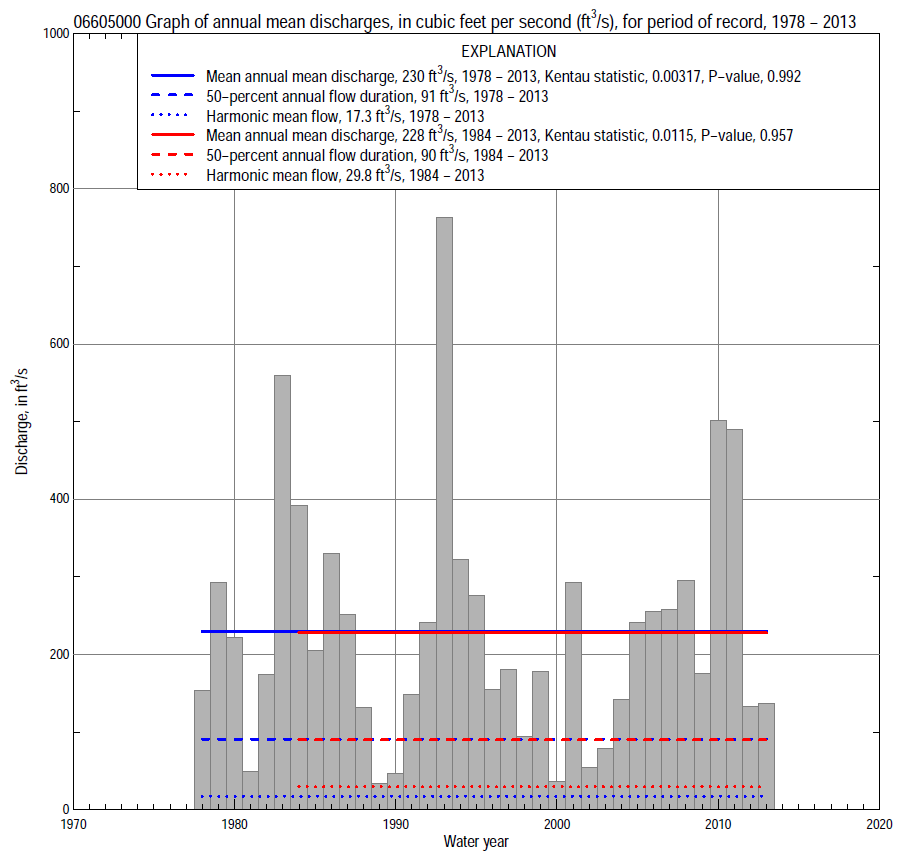 06605000 Graph of annual mean discharges, in cubic feet per second (ft³/s), for period of record, 1978 – 2013
EXPLANATION
Mean annual mean discharge, 230 ft³/s, 1978 – 2013, Kentau statistic, 0.00317, P–value, 0.992
50–percent annual flow duration, 91 ft³/s, 1978 – 2013
Harmonic mean flow, 17.3 ft³/s, 1978 – 2013
Mean annual mean discharge, 228 ft³/s, 1984 – 2013, Kentau statistic, 0.0115, P–value, 0.957
50–percent annual flow duration, 90 ft³/s, 1984 – 2013
Harmonic mean flow, 29.8 ft³/s, 1984 – 2013
1000
800
600
400
200
0
Discharge, in ft³/s
1970 1980 1990 2000 2010 2020
Water year